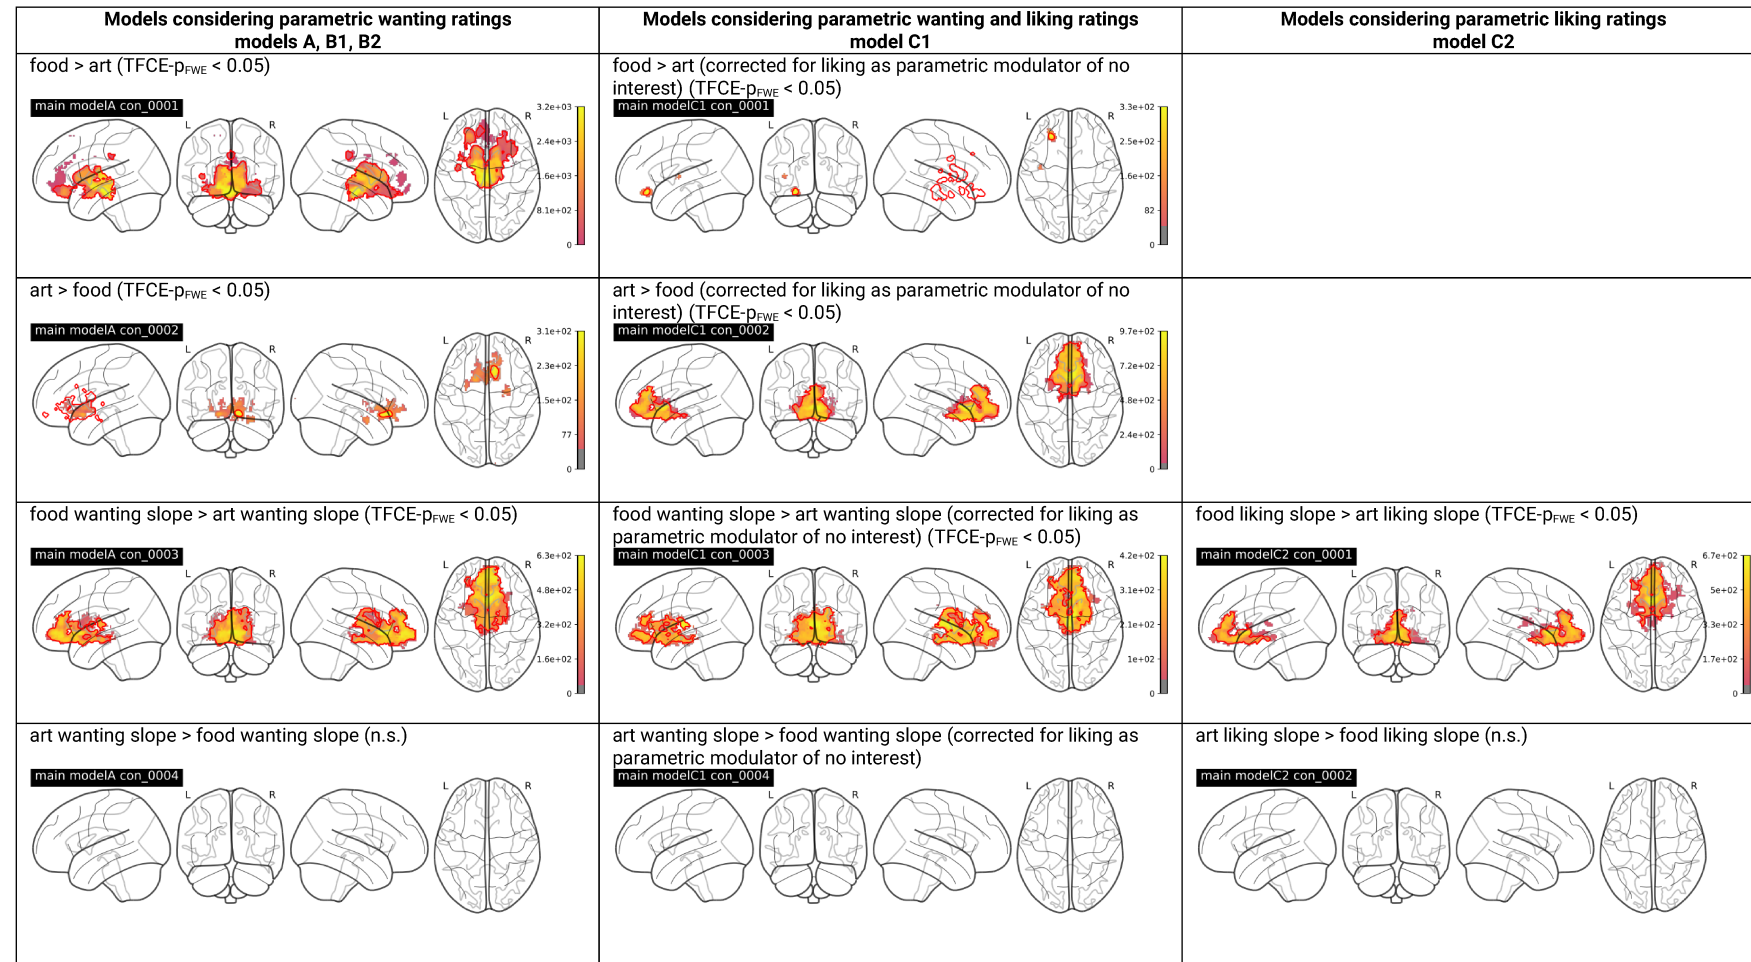 Models considering parametric wanting ratings
models A, B1, B2
Models considering parametric wanting and liking ratings
model C1
Models considering parametric liking ratings
model C2
food > art (TFCE-pFWE < 0.05)
main modelA con_0001
L
R
L
R
3.2e+03
2.4e+03
1.6e+03
8.1e+02
0
food > art (corrected for liking as parametric modulator of no
interest) (TFCE-pFWE < 0.05)
main modelC1 con_0001
L
R
L
R
3.3e+02
2.5e+02
1.6e+02
82
0
art > food (TFCE-pFWE < 0.05)
main modelA con_0002
L
R
L
R
3.1e+02
2.3e+02
1.5e+02
77
0
art > food (corrected for liking as parametric modulator of no
interest) (TFCE-pFWE < 0.05)
main modelC1 con_0002
L
R
L
R
9.7e+02
7.2e+02
4.8e+02
2.4e+02
0
food wanting slope > art wanting slope (TFCE-pFWE < 0.05)
main modelA con_0003
L
R
L
R
6.3e+02
4.8e+02
3.2e+02
1.6e+02
0
food wanting slope > art wanting slope (corrected for liking as
parametric modulator of no interest) (TFCE-pFWE < 0.05)
main modelC1 con_0003
L
R
L
R
4.2e+02
3.1e+02
2.1e+02
1e+02
0
food liking slope > art liking slope (TFCE-pFWE < 0.05)
main modelC2 con_0001
L
R
L
R
6.7e+02
5e+02
3.3e+02
1.7e+02
0
art wanting slope > food wanting slope (n.s.)
main modelA con_0004
L
R
L
R
art wanting slope > food wanting slope (corrected for liking as
parametric modulator of no interest)
main modelC1 con_0004
L
R
L
R
art liking slope > food liking slope (n.s.)
main modelC2 con_0002
L
R
L
R